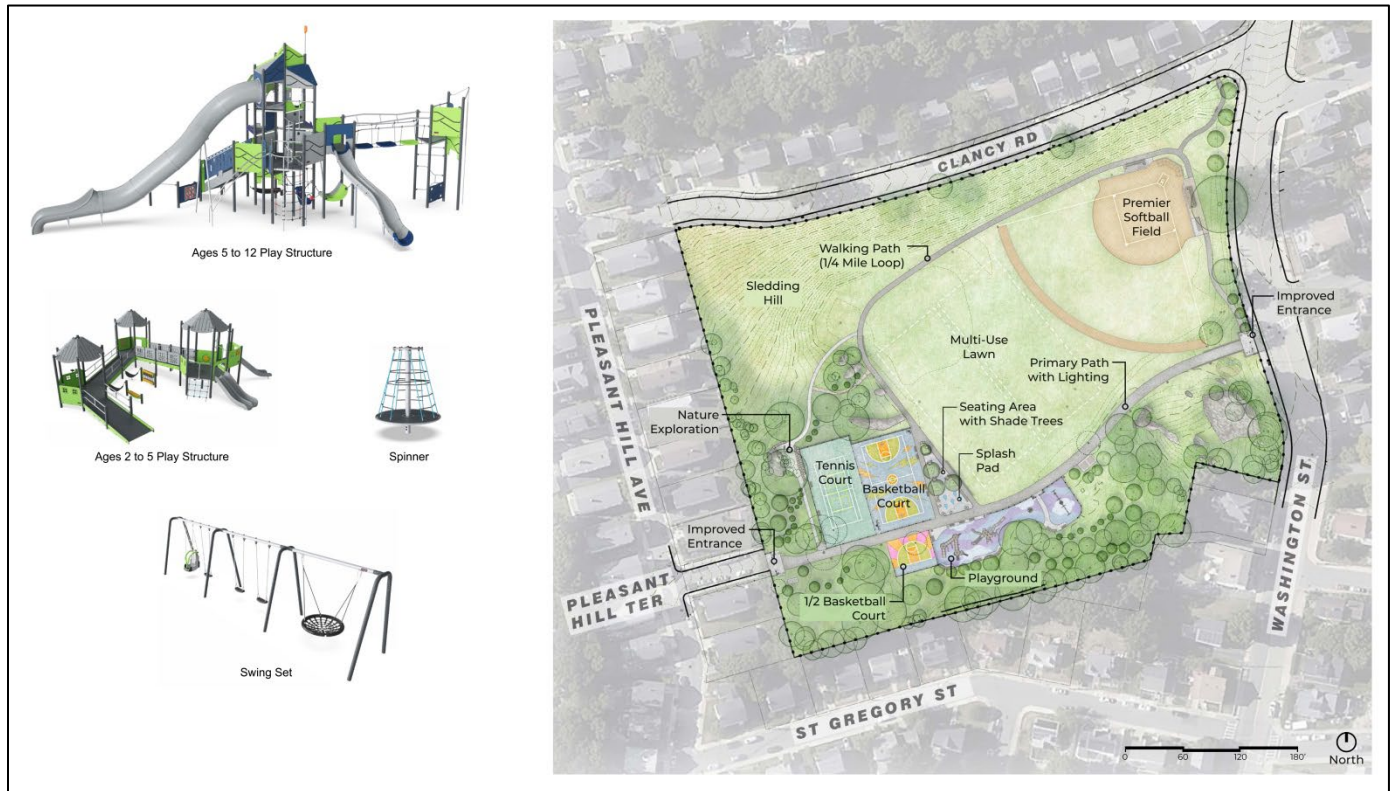 Ages 5 to 12 Play Structure
Ages 2 to 5 Play Structure
Spinner
Swing Set
CLANCY RD
Premier
Softball
Field
Walking Path
(1/4 Mile Loop)
Sledding
Hill
Improved
Entrance
PLEASANT HILL AVE
Multi-Use
Lawn
Primary Path
with Lighting
Seating Area
with Shade Trees
Nature
Exploration
Splash
Pad
Tennis
Court
Basketball
Court
Improved
Entrance
Playground
1/2 Basketball
Court
PLEASANT
HILL TER
WASHINGTON ST
ST GREGORY ST
0 60 120 180'
North